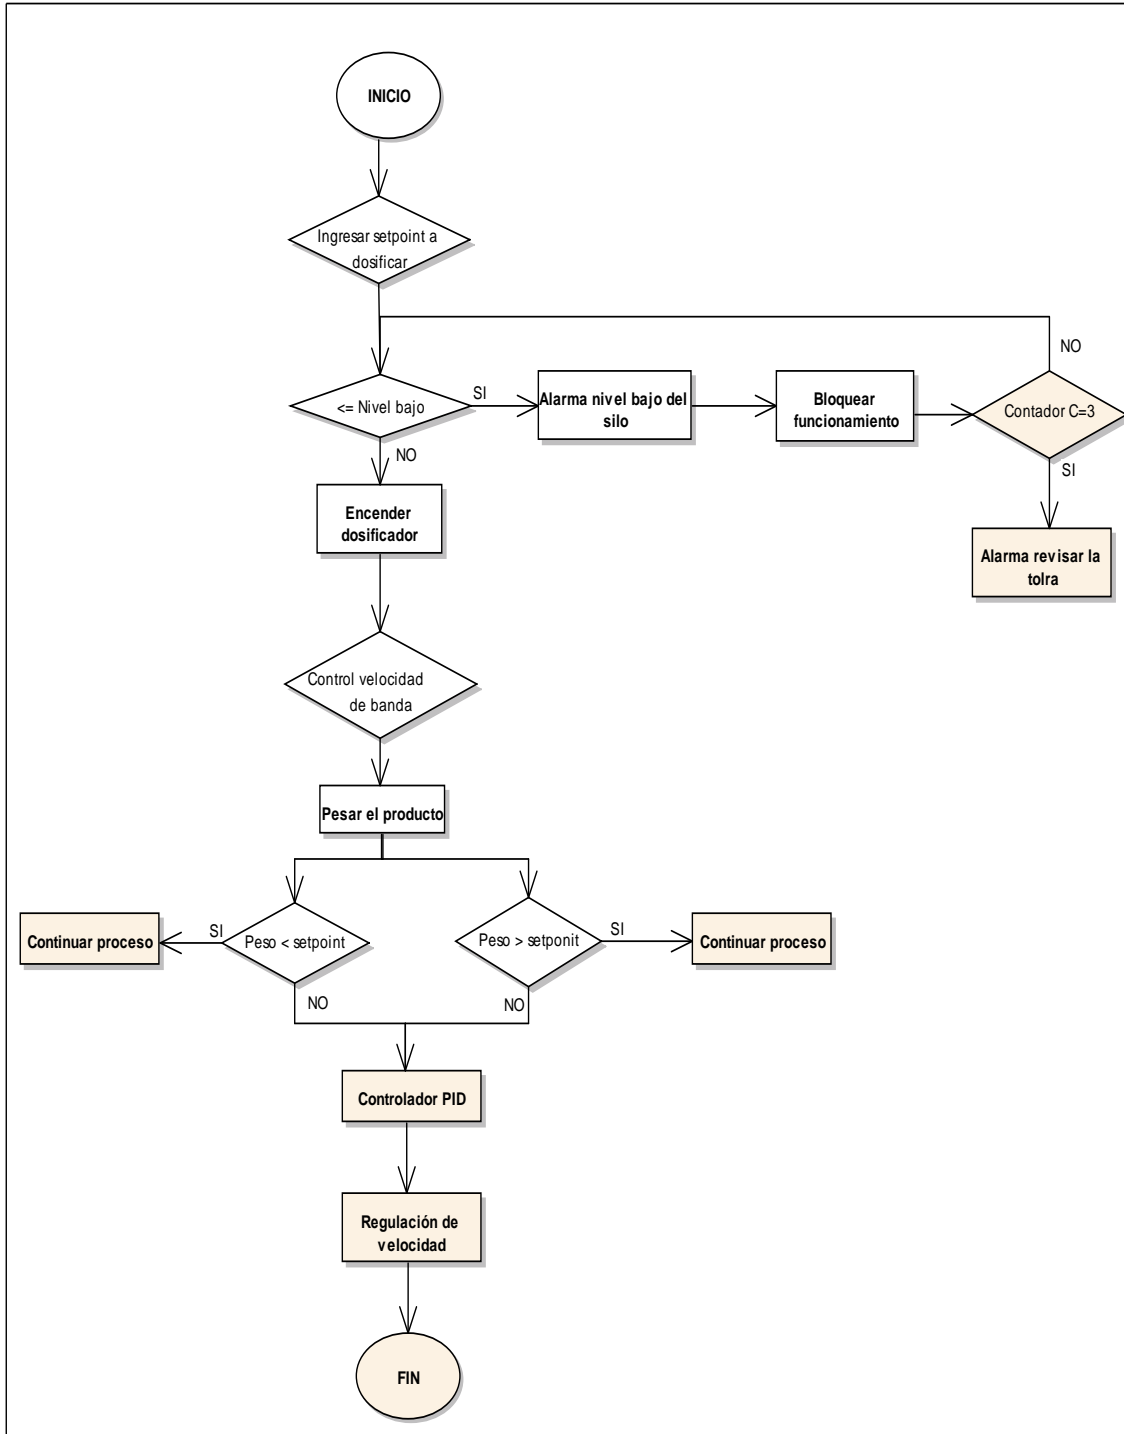 INICIO
Ingresar setpoint a
dosificar
NO
<= Nivel bajo
SI
Alarma nivel bajo del
silo
Bloquear
funcionamiento
Contador C=3
NO
SI
Encender
dosificador
Alarma revisar la
tolra
Control velocidad
de banda
Pesar el producto
Continuar proceso
SI
Peso < setpoint
Peso > setponit
SI
Continuar proceso
NO
NO
Controlador PID
Regulación de
velocidad
FIN